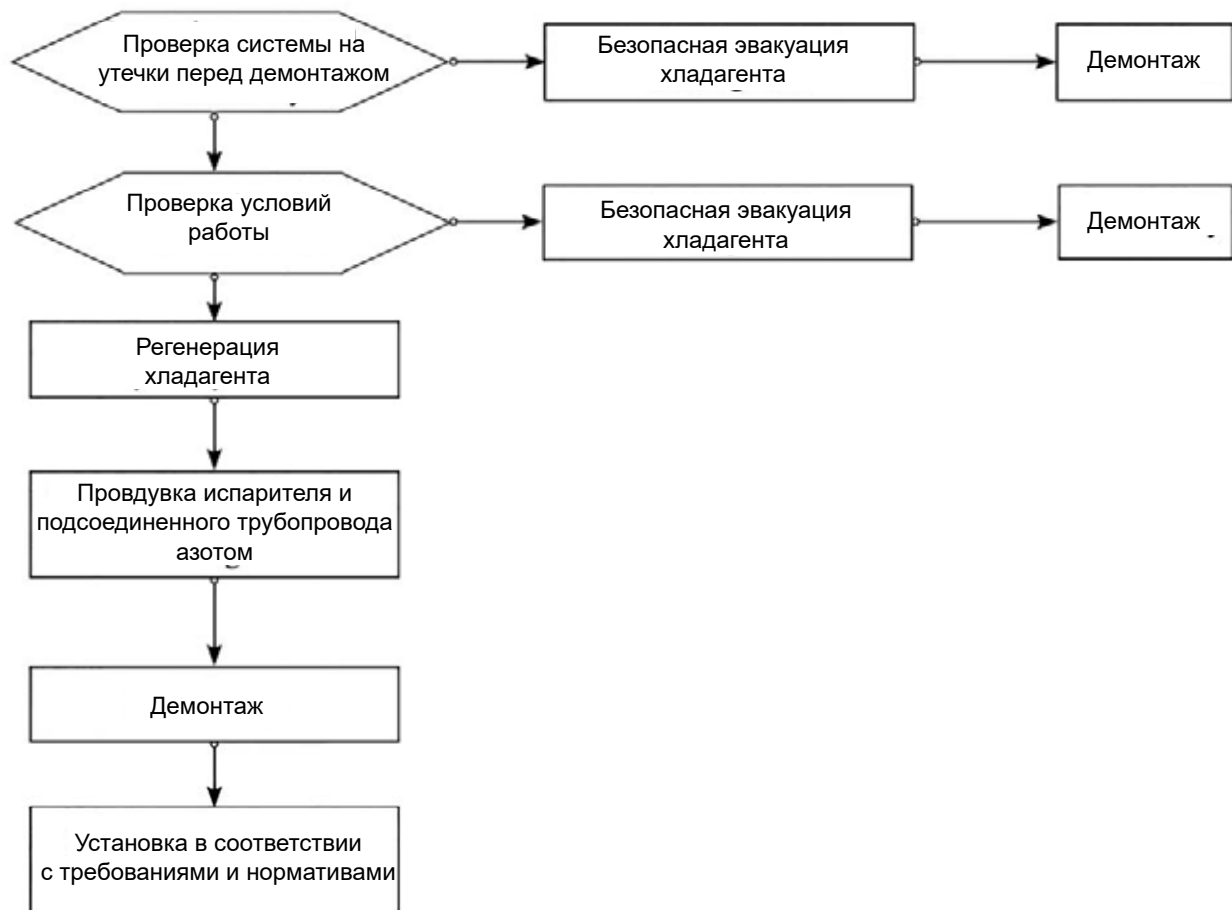 Проверка системы на
утечки перед демонтажом
Безопасная эвакуация
хладагента
Демонтаж
Проверка условий
работы
Безопасная эвакуация
хладагента
Демонтаж
Регенерация
хладагента
Провдувка испарителя и
подсоединенного трубопровода
азотом
Демонтаж
Установка в соответствии
с требованиями и нормативами